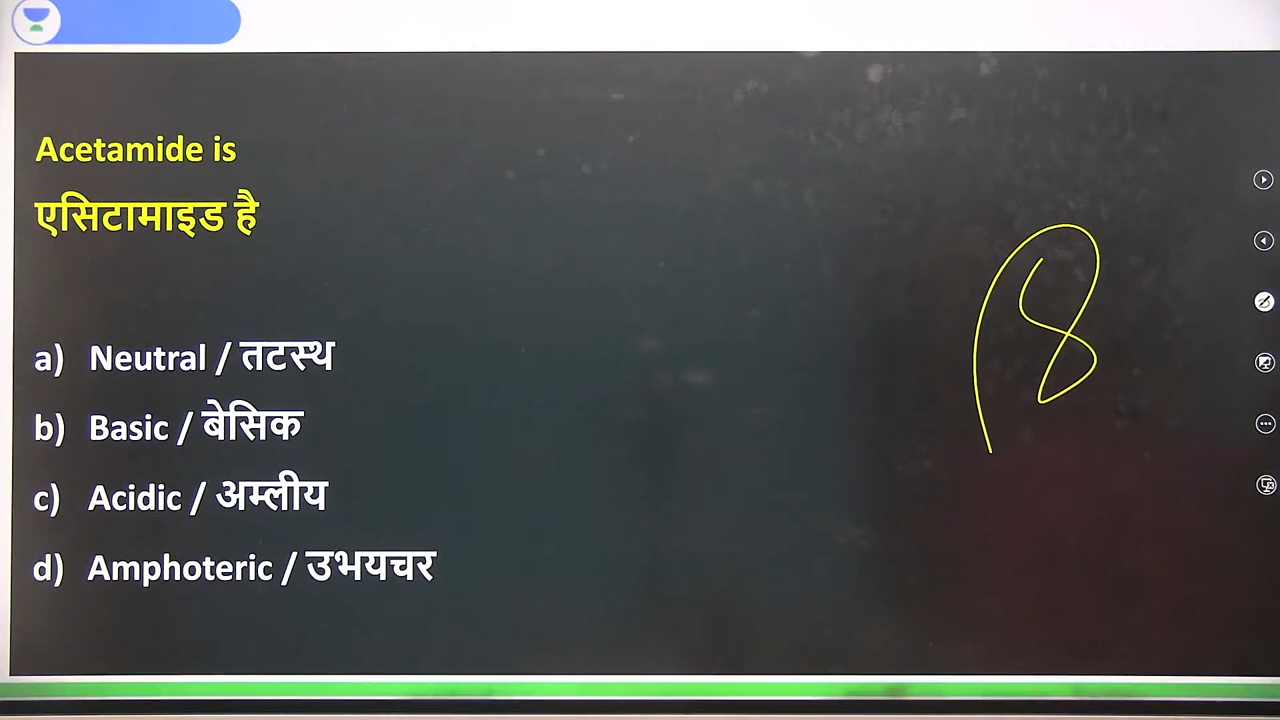 Acetamide is
एसिटामाइड है
a) Neutral / तटस्थ
b) Basic / बेसिक
c) Acidic / अम्लीय
d) Amphoteric / उभयचर